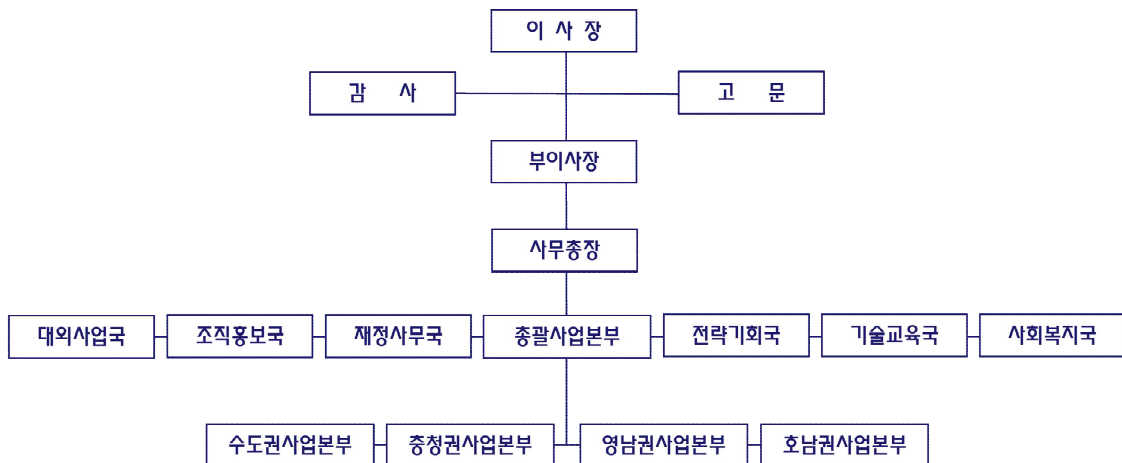 이 사 장
감 사
고 문
부이사장
사무총장
대외사업국
조직홍보국
재정사무국
총괄사업본부
전략기회국
기술교육국
사회복지국
수도권사업본부
충청권사업본부
영남권사업본부
호남권사업본부